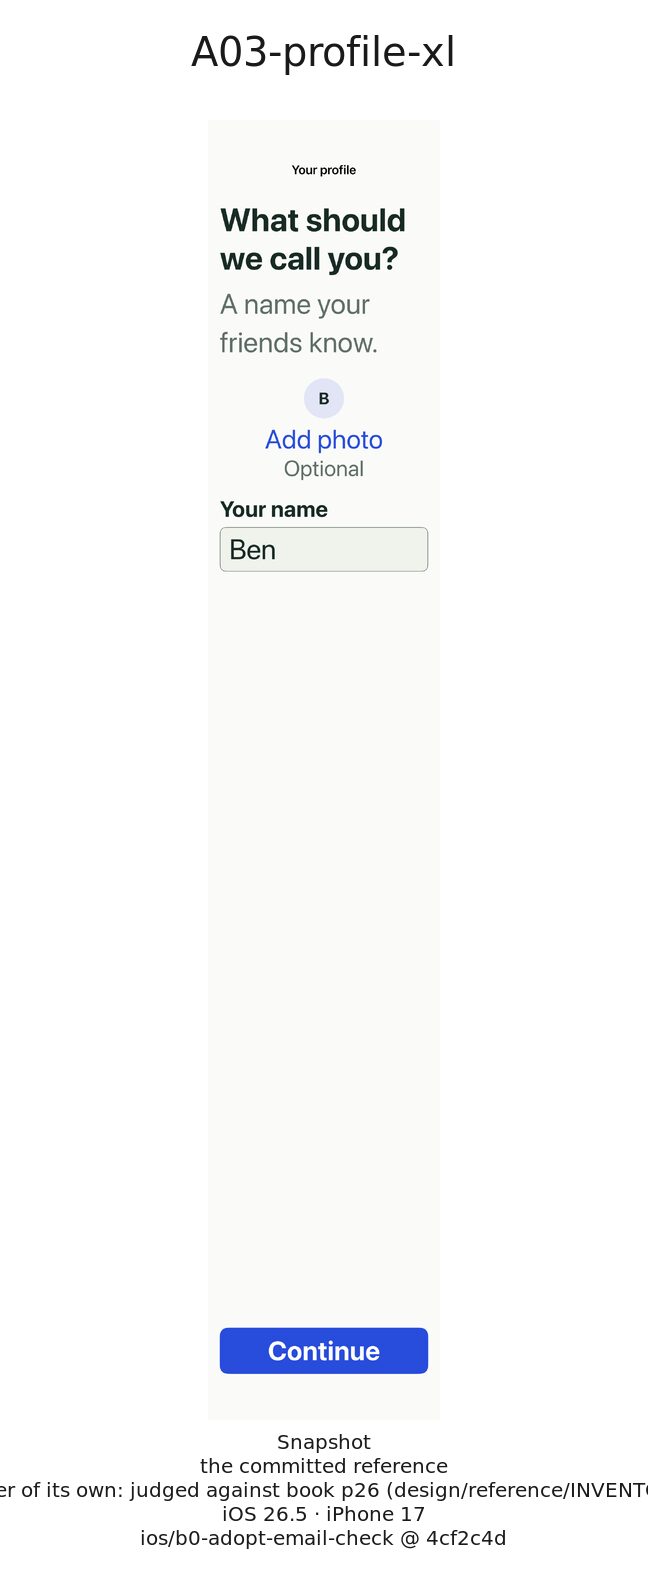 A03-profile-xl
Your profile
What should
we call you?
A name your
friends know.
B
Add photo
Optional
Your name
Ben
Continue
Snapshot
the committed reference
of its own: judged against book p26 (design/reference/
iOS 26.5 · iPhone 17
ios/b0-adopt-email-check @ 4cf2c4d